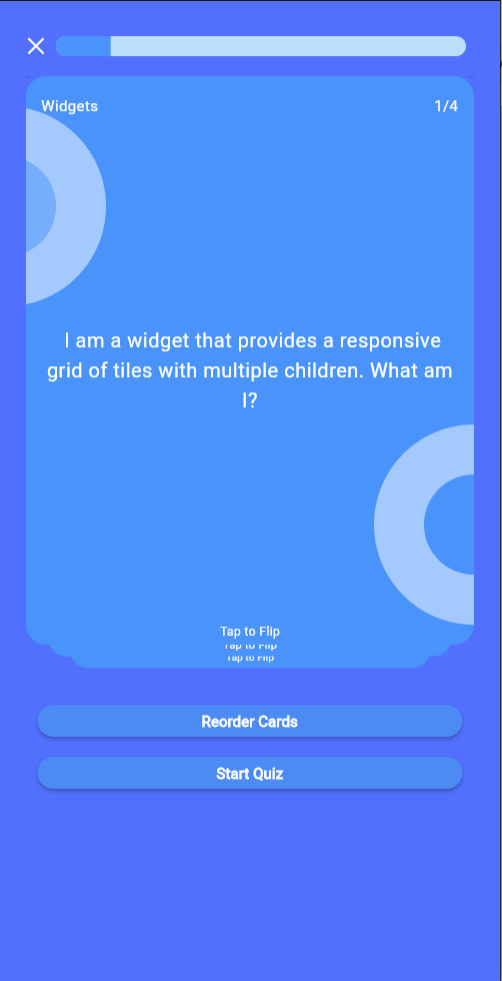 Widgets 1/4
I am a widget that provides a responsive
grid of tiles with multiple children. What am
I?
Tap to Flip
Tap to Flip
Tap to Flip
Reorder Cards
Start Quiz